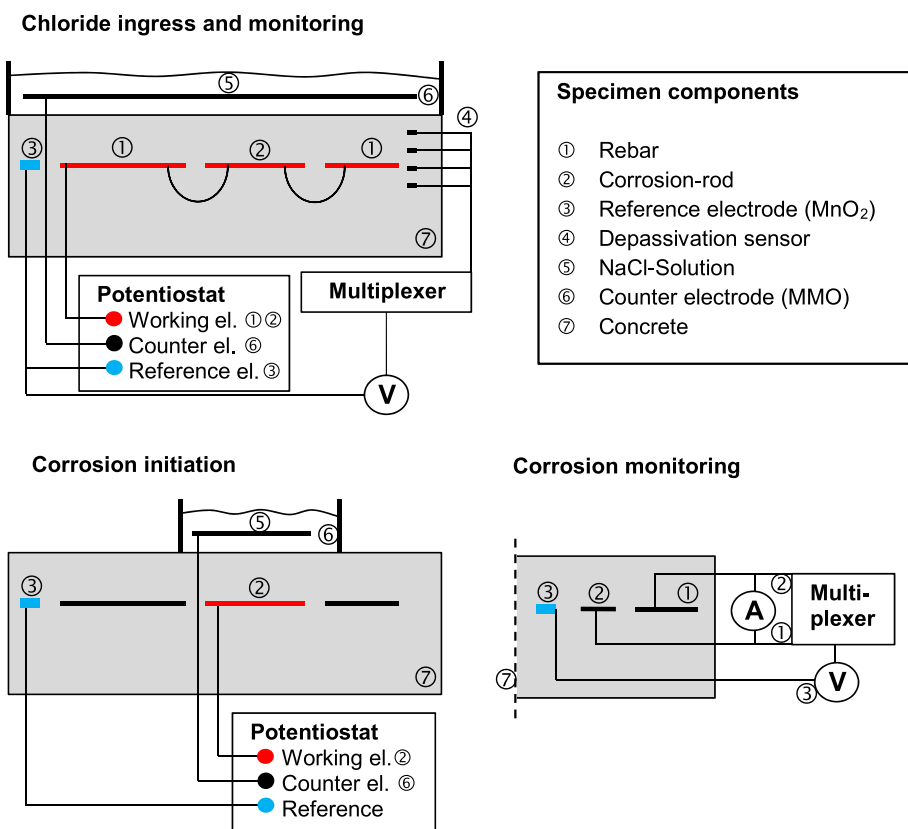 Chloride ingress and monitoring
⑤
⑥
④
③
①
②
①
⑦
Potentiostat
Working el. ①②
Counter el. ⑥
Reference el. ③
Multiplexer
V
Specimen components
① Rebar
② Corrosion-rod
③ Reference electrode (MnO₂)
④ Depassivation sensor
⑤ NaCl-Solution
⑥ Counter electrode (MMO)
⑦ Concrete
Corrosion initiation
⑤
⑥
③
②
⑦
Potentiostat
Working el. ②
Counter el. ⑥
Reference
Corrosion monitoring
③
②
①
②
A
①
Multi-
plexer
⑦
③
V